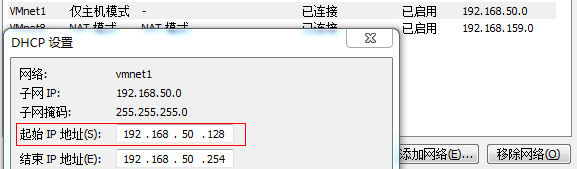 VMnet1 仅主机模式 - 已连接 已启用 192.168.50.0
VMnet8 NAT 模式 - 已连接 已启用 192.168.159.0
DHCP 设置
网络: vmnet1
子网 IP: 192.168.50.0
子网掩码: 255.255.255.0
起始 IP 地址(S): 192 . 168 . 50 . 128
结束 IP 地址(E): 192 . 168 . 50 . 254
添加网络(E)... 移除网络(O)